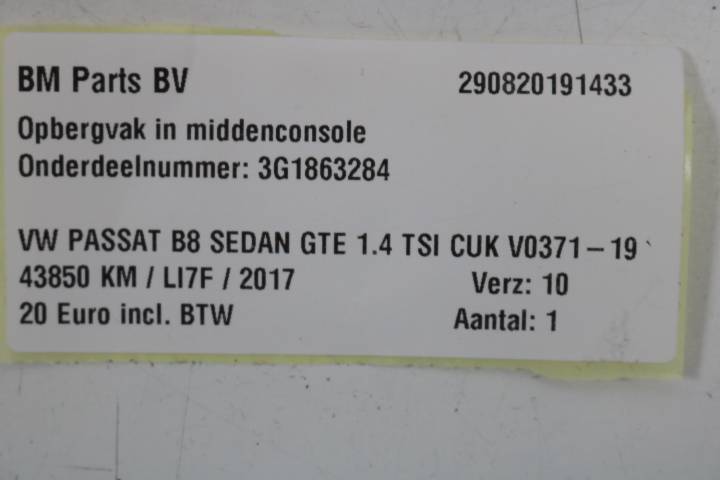 BM Parts BV 290820191433
Opbergvak in middenconsole
Onderdeelnummer: 3G1863284
VW PASSAT B8 SEDAN GTE 1.4 TSI CUK V0371-19
43850 KM / LI7F / 2017 Verz: 10
20 Euro incl. BTW Aantal: 1